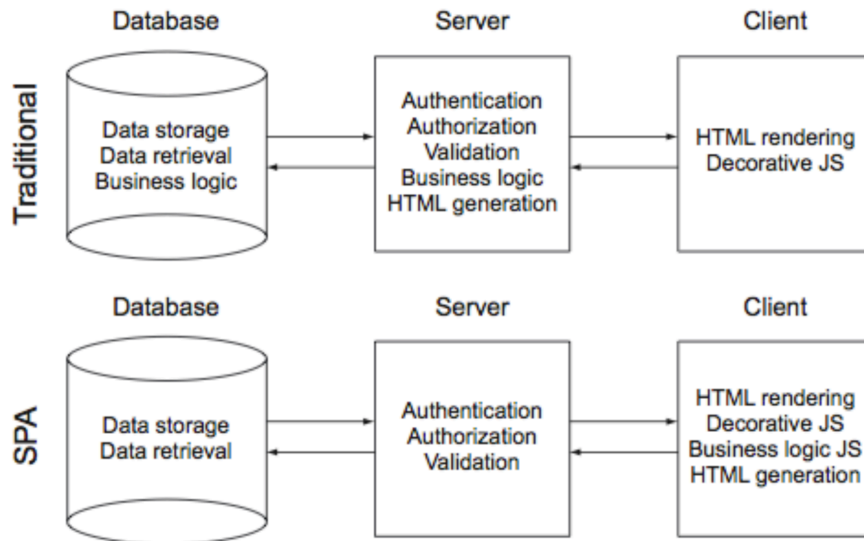 Database
Server
Client
Traditional
Data storage
Data retrieval
Business logic
Authentication
Authorization
Validation
Business logic
HTML generation
HTML rendering
Decorative JS
Database
Server
Client
SPA
Data storage
Data retrieval
Authentication
Authorization
Validation
HTML rendering
Decorative JS
Business logic JS
HTML generation